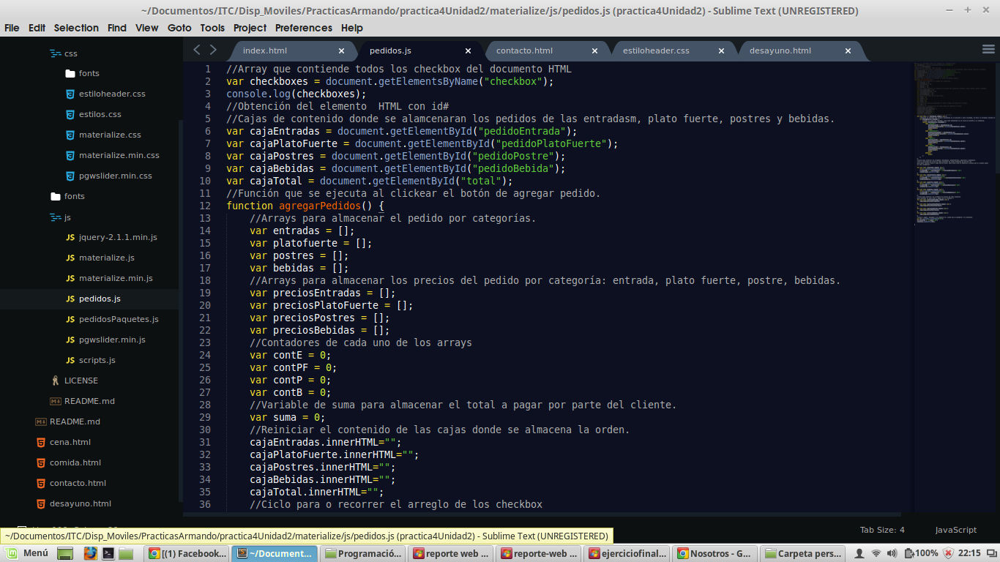 ~/Documentos/ITC/Disp_Moviles/PracticasArmando/practica4Unidad2/materialize/js/pedidos.js (practica4Unidad2) - Sublime Text (UNREGISTERED)
File Edit Selection Find View Goto Tools Project Preferences Help
css
fonts
estiloheader.css
estilos.css
materialize.css
materialize.min.css
pgwslider.min.css
fonts
js
jquery-2.1.1.min.js
materialize.js
materialize.min.js
pedidos.js
pedidosPaquetes.js
pgwslider.min.js
scripts.js
LICENSE
README.md
README.md
cena.html
comida.html
contacto.html
desayuno.html
index.html pedidos.js contacto.html estiloheader.css desayuno.html
1 //Array que contiende todos los checkbox del documento HTML
2 var checkboxes = document.getElementsByName("checkbox");
3 console.log(checkboxes);
4 //Obtención del elemento  HTML con id#
5 //Cajas de contenido donde se alamcenaran los pedidos de las entradasm, plato fuerte, postres y bebidas.
6 var cajaEntradas = document.getElementById("pedidoEntrada");
7 var cajaPlatoFuerte = document.getElementById("pedidoPlatoFuerte");
8 var cajaPostres = document.getElementById("pedidoPostre");
9 var cajaBebidas = document.getElementById("pedidoBebida");
10 var cajaTotal = document.getElementById("total");
11 //Función que se ejecuta al clickear el botón de agregar pedido.
12 function agregarPedidos() {
13 //Arrays para almacenar el pedido por categorías.
14 var entradas = [];
15 var platofuerte = [];
16 var postres = [];
17 var bebidas = [];
18 //Arrays para almacenar los precios del pedido por categoría: entrada, plato fuerte, postre, bebidas.
19 var preciosEntradas = [];
20 var preciosPlatoFuerte = [];
21 var preciosPostres = [];
22 var preciosBebidas = [];
23 //Contadores de cada uno de los arrays
24 var contE = 0;
25 var contPF = 0;
26 var contP = 0;
27 var contB = 0;
28 //Variable de suma para almacenar el total a pagar por parte del cliente.
29 var suma = 0;
30 //Reiniciar el contenido de las cajas donde se almacena la orden.
31 cajaEntradas.innerHTML="";
32 cajaPlatoFuerte.innerHTML="";
33 cajaPostres.innerHTML="";
34 cajaBebidas.innerHTML="";
35 cajaTotal.innerHTML="";
36 //Ciclo para o recorrer el arreglo de los checkbox
Tab Size: 4 JavaScript
~/Documentos/ITC/Disp_Moviles/PracticasArmando/practica4Unidad2/materialize/js/pedidos.js (practica4Unidad2) - Sublime Text (UNREGISTERED)
Menú [(1) Facebook... ~/Document... Programació... reporte web ... reporte-web ... ejerciciofinal... Nosotros - G... Carpeta pers... 100% 22:15